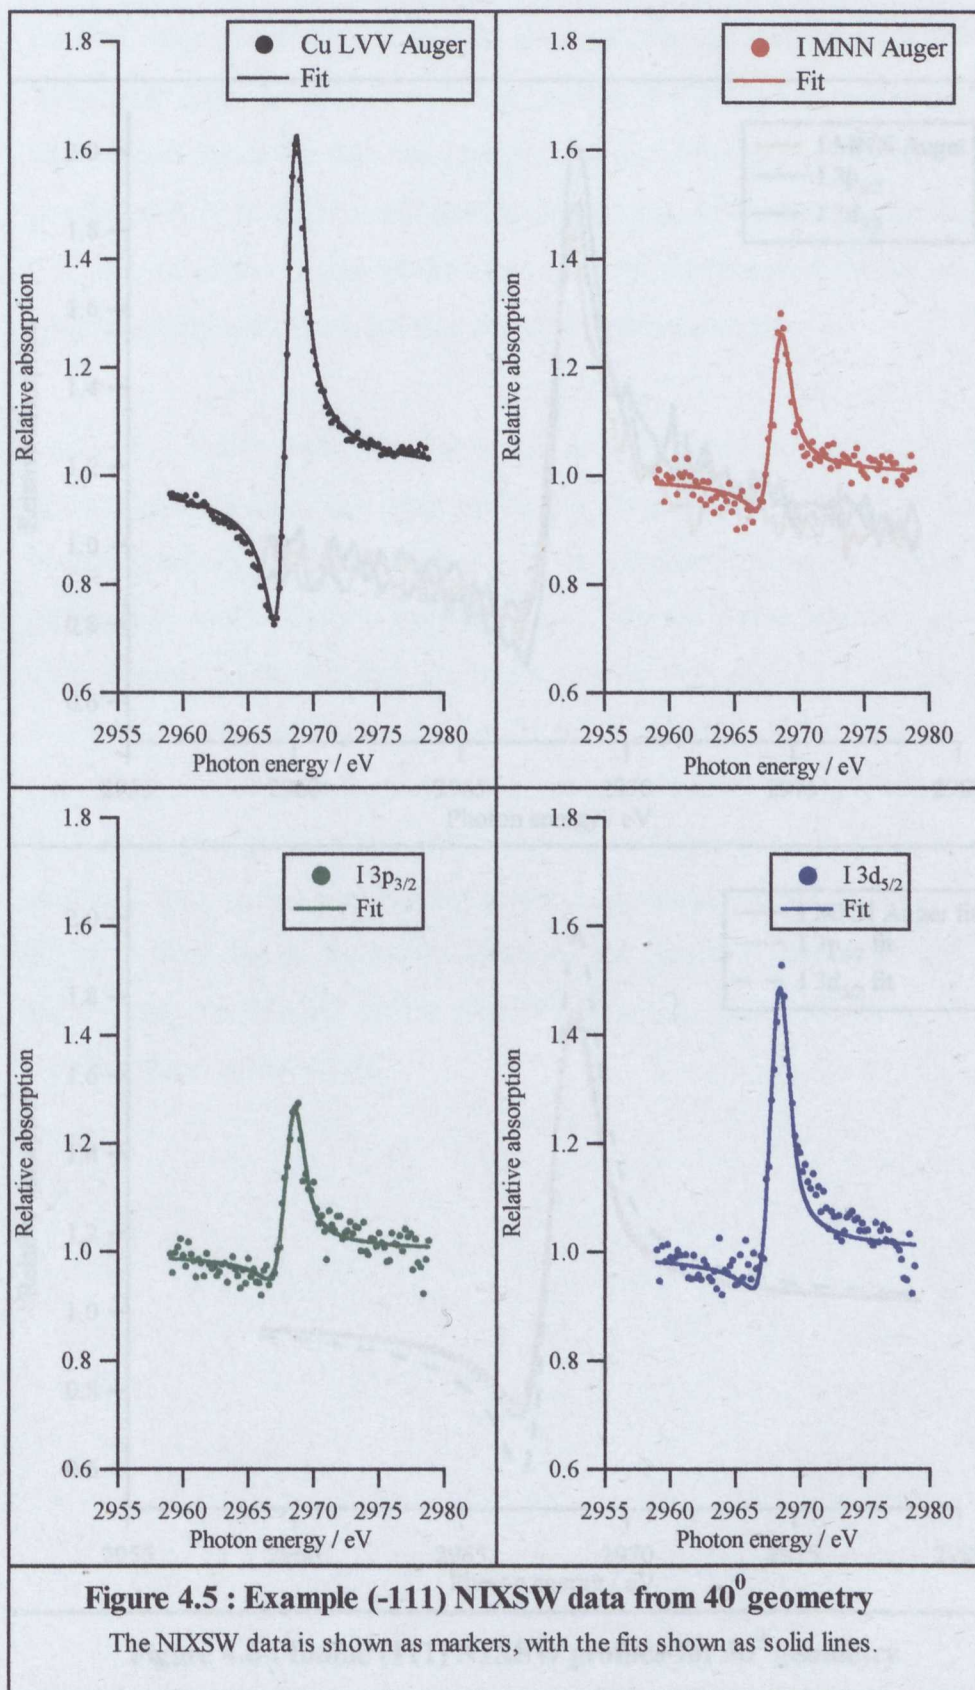 Cu LVV Auger
Fit
1.8
1.6
1.4
1.2
1.0
0.8
0.6
Relative absorption
2955 2960 2965 2970 2975 2980
Photon energy / eV
I MNN Auger
Fit
1.8
1.6
1.4
1.2
1.0
0.8
0.6
Relative absorption
2955 2960 2965 2970 2975 2980
Photon energy / eV
I 3p3/2
Fit
1.8
1.6
1.4
1.2
1.0
0.8
0.6
Relative absorption
2955 2960 2965 2970 2975 2980
Photon energy / eV
I 3d5/2
Fit
1.8
1.6
1.4
1.2
1.0
0.8
0.6
Relative absorption
2955 2960 2965 2970 2975 2980
Photon energy / eV
Figure 4.5 : Example (-111) NIXSW data from 40⁰ geometry
The NIXSW data is shown as markers, with the fits shown as solid lines.